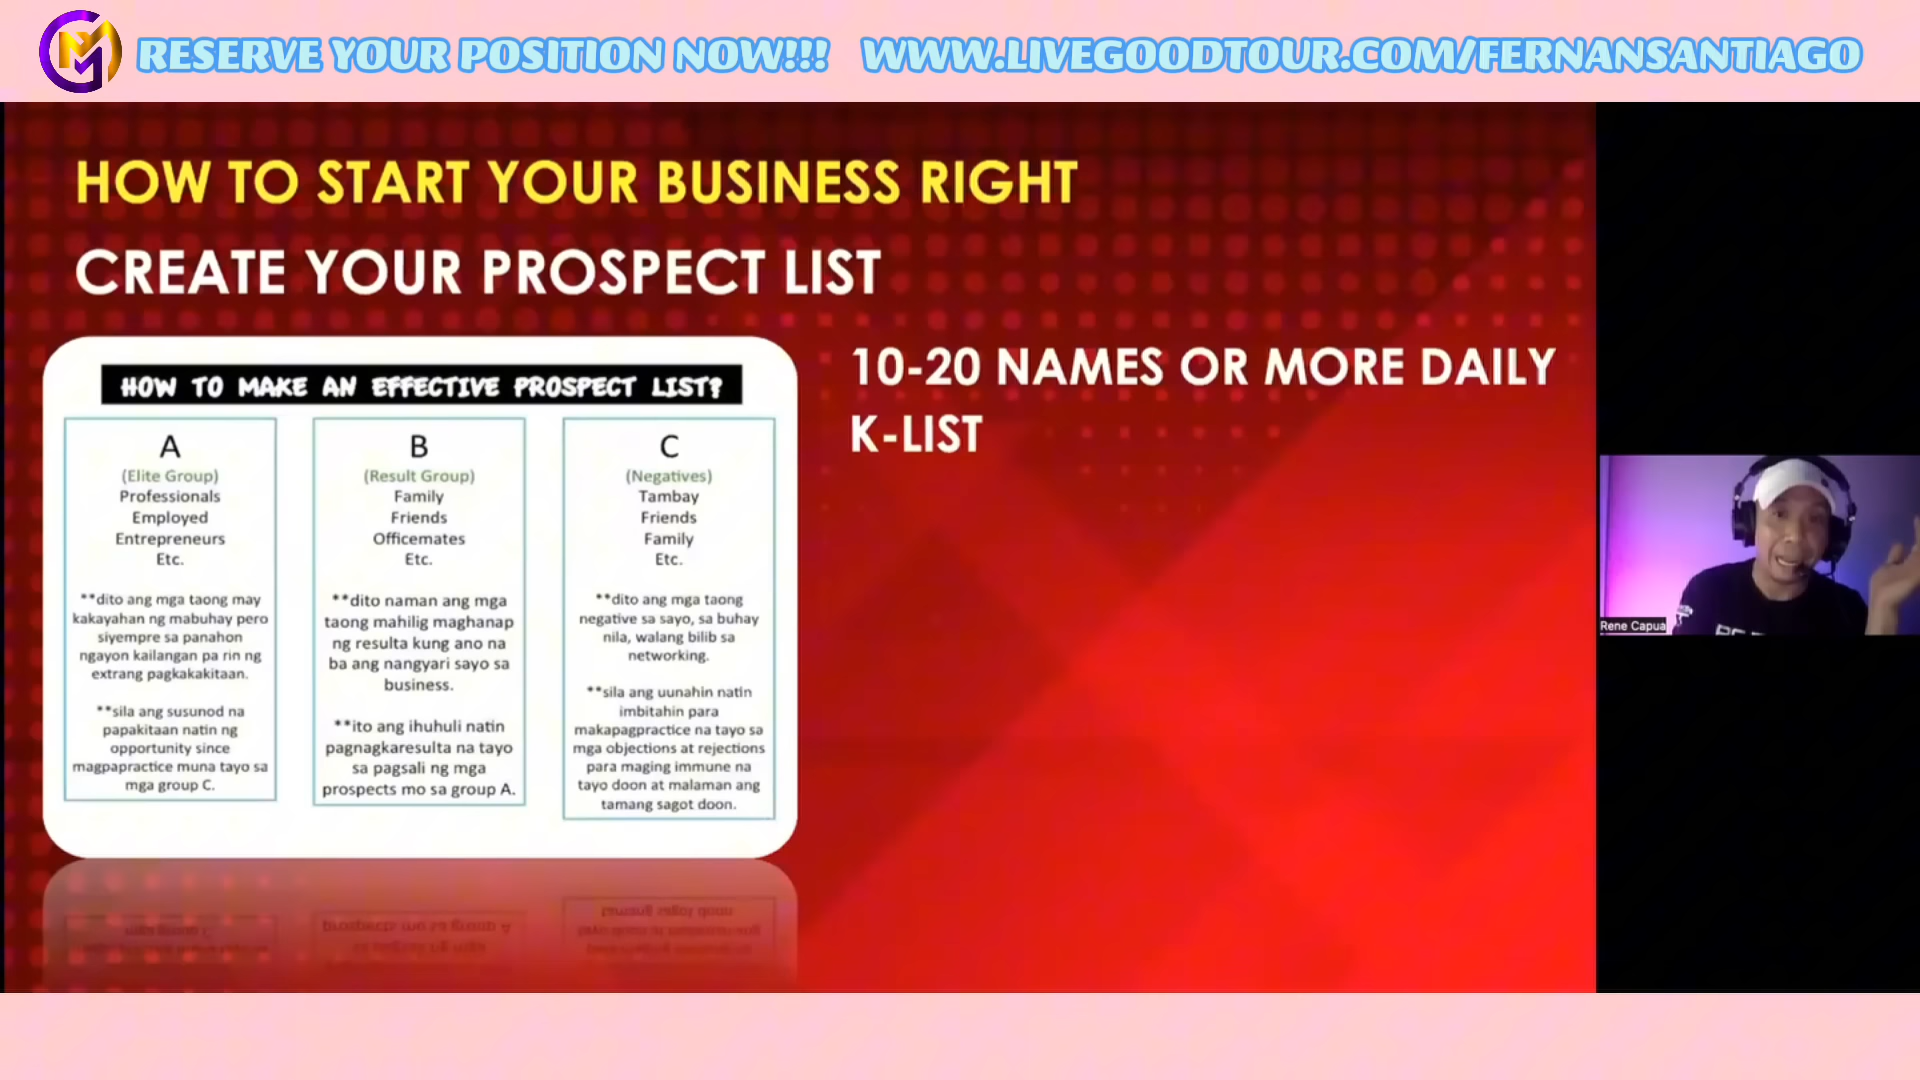 RESERVE YOUR POSITION NOW!!! WWW.LIVEGOODTOUR.COM/FERNANSANTIAGO
HOW TO START YOUR BUSINESS RIGHT
CREATE YOUR PROSPECT LIST
HOW TO MAKE AN EFFECTIVE PROSPECT LIST?
A
(Elite Group)
Professionals
Employed
Entrepreneurs
Etc.
**dito ang mga taong may
kakayahan ng mabuhay pero
siyempre sa panahon
ngayon kailangan pa rin ng
extrang pagkakakitaan.
**sila ang susunod na
papakitaan natin ng
opportunity since
magpapractice muna tayo sa
mga group C.
B
(Result Group)
Family
Friends
Officemates
Etc.
**dito naman ang mga
taong mahilig maghanap
ng resulta kung ano na
ba ang nangyari sayo sa
business.
**ito ang ihuhuli natin
pagnagkaresulta na tayo
sa pagsali ng mga
prospects mo sa group A.
C
(Negatives)
Tambay
Friends
Family
Etc.
**dito ang mga taong
negative sa sayo, sa buhay
nila, walang bilib sa
networking.
**sila ang uunahin natin
imbitahin para
makapagpractice na tayo sa
mga objections at rejections
para maging immune na
tayo doon at malaman ang
tamang sagot doon.
10-20 NAMES OR MORE DAILY
K-LIST
Rene Capua